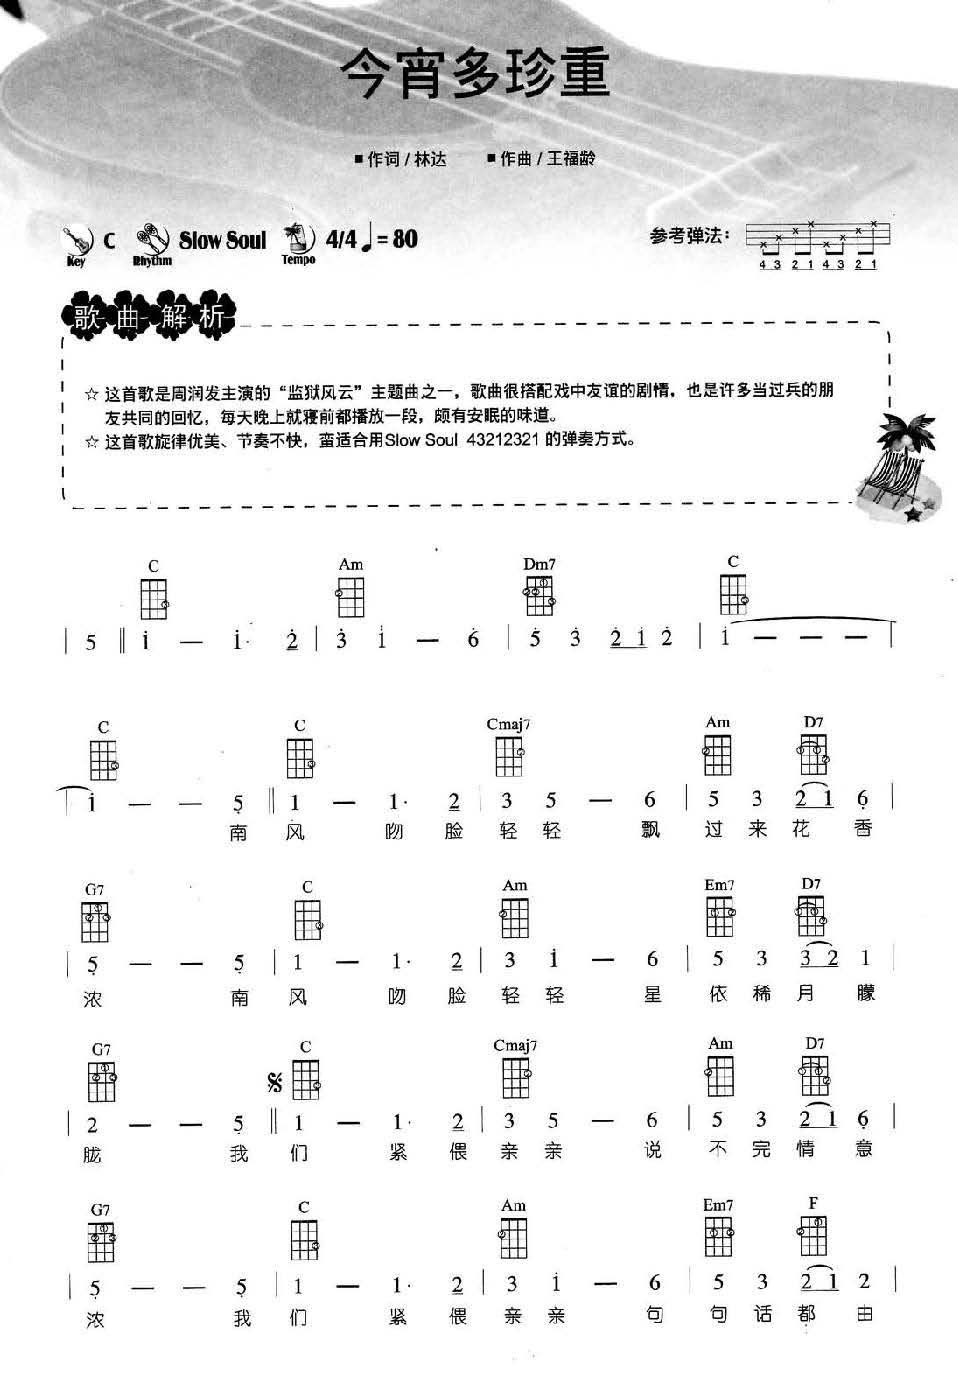 今宵多珍重
■ 作词 / 林达 ■ 作曲 / 王福龄
Key C Rhythm Slow Soul Tempo 4/4 ♩= 80 参考弹法:
4 3 2 1 4 3 2 1
歌曲解析
☆ 这首歌是周润发主演的“监狱风云”主题曲之一，歌曲很搭配戏中友谊的剧情，也是许多当过兵的朋
友共同的回忆，每天晚上就寝前都播放一段，颇有安眠的味道。
☆ 这首歌旋律优美、节奏不快，蛮适合用Slow Soul 43212321 的弹奏方式。
C Am Dm7 C
| 5 ‖ i — i· 2̇ | 3̇ i — 6 | 5 3̇ 2̇ 1̇ 2̇ | i — — — |
C C Cmaj7 Am D7
| i — — 5̣ ‖ 1 — 1· 2 | 3 5 — 6 | 5 3 2 1 6̣ |
南 风 吻 脸 轻 轻 飘 过 来 花 香
G7 C Am Em7 D7
| 5̣ — — 5̣ | 1 — 1· 2 | 3 i — 6 | 5 3 3 2 1 |
浓 南 风 吻 脸 轻 轻 星 依 稀 月 朦
G7 C Cmaj7 Am D7
| 2 — — 5̣ ‖ 1 — 1· 2 | 3 5 — 6 | 5 3 2 1 6̣ |
胧 我 们 紧 偎 亲 亲 说 不 完 情 意
G7 C Am Em7 F
| 5̣ — — 5̣ | 1 — 1· 2 | 3 i — 6 | 5 3 2 1 2 |
浓 我 们 紧 偎 亲 亲 句 句 话 都 由